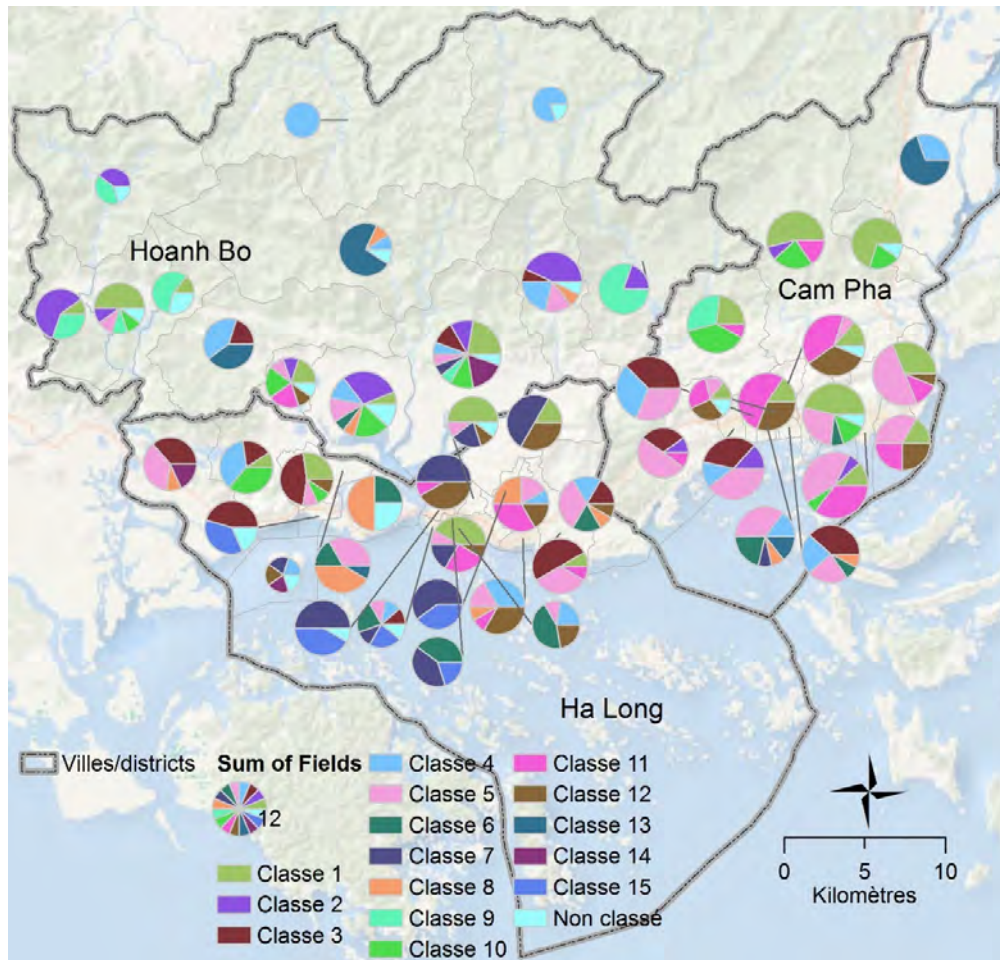 Hoanh Bo
Cam Pha
Ha Long
Villes/districts
Sum of Fields
12
Classe 1
Classe 2
Classe 3
Classe 4
Classe 5
Classe 6
Classe 7
Classe 8
Classe 9
Classe 10
Classe 11
Classe 12
Classe 13
Classe 14
Classe 15
Non classé
0 5 10
Kilomètres